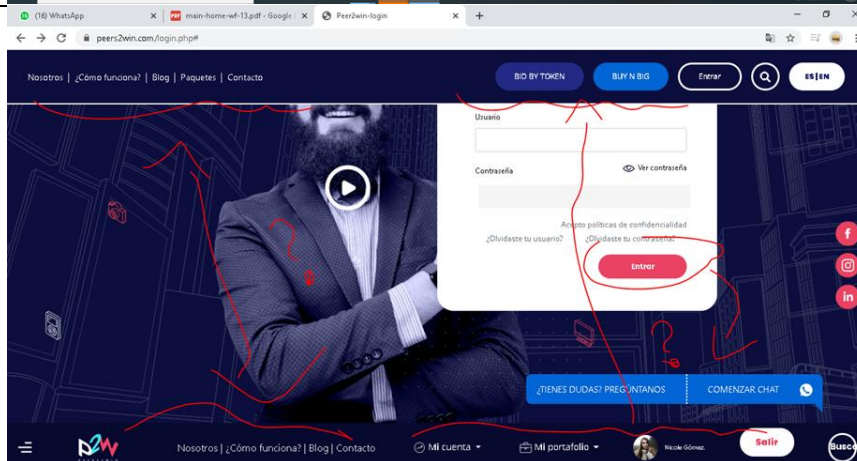 (16) WhatsApp
main-home-wf-13.pdf - Google
Peer2win-login
peers2win.com/login.php#
Nosotros | ¿Cómo funciona? | Blog | Paquetes | Contacto
BID BY TOKEN
BUY N BIG
Entrar
ES|EN
Usuario
Contraseña
Ver contraseña
Acepto políticas de confidencialidad
¿Olvidaste tu usuario? ¿Olvidaste tu contraseña?
Entrar
?
?
¿TIENES DUDAS? PREGÚNTANOS
COMENZAR CHAT
P2W
Nosotros | ¿Cómo funciona? | Blog | Contacto
Mi cuenta
Mi portafolio
Nicole Gómez.
Salir
Busca